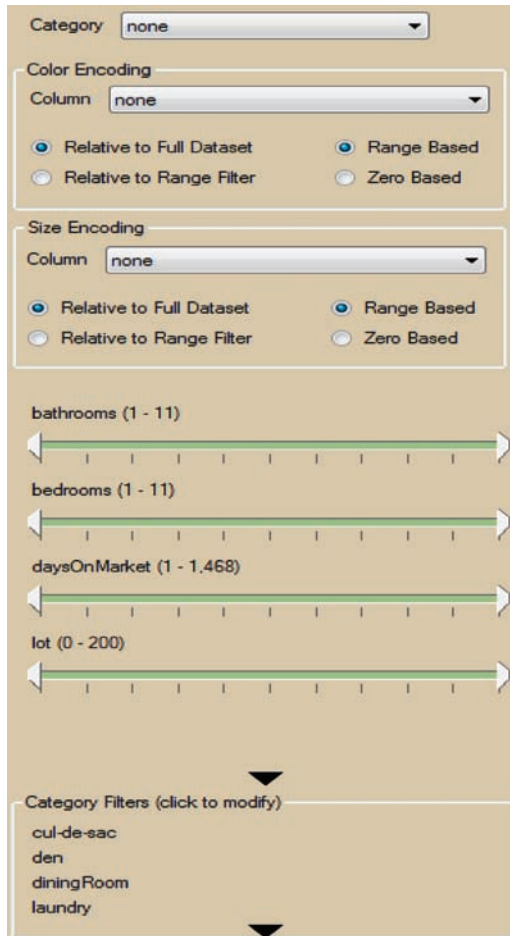 Category none
Color Encoding
Column none
Relative to Full Dataset Range Based
Relative to Range Filter Zero Based
Size Encoding
Column none
Relative to Full Dataset Range Based
Relative to Range Filter Zero Based
bathrooms (1 - 11)
bedrooms (1 - 11)
daysOnMarket (1 - 1,468)
lot (0 - 200)
Category Filters (click to modify)
cul-de-sac
den
diningRoom
laundry